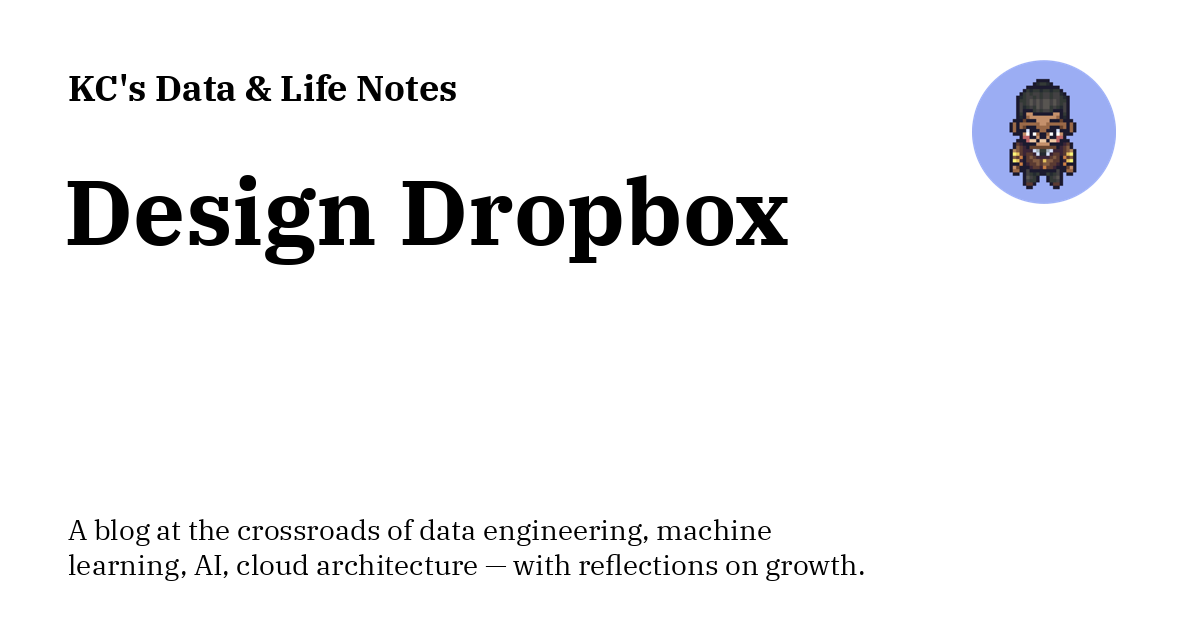 KC's Data & Life Notes
Design Dropbox
A blog at the crossroads of data engineering, machine
learning, AI, cloud architecture — with reflections on growth.